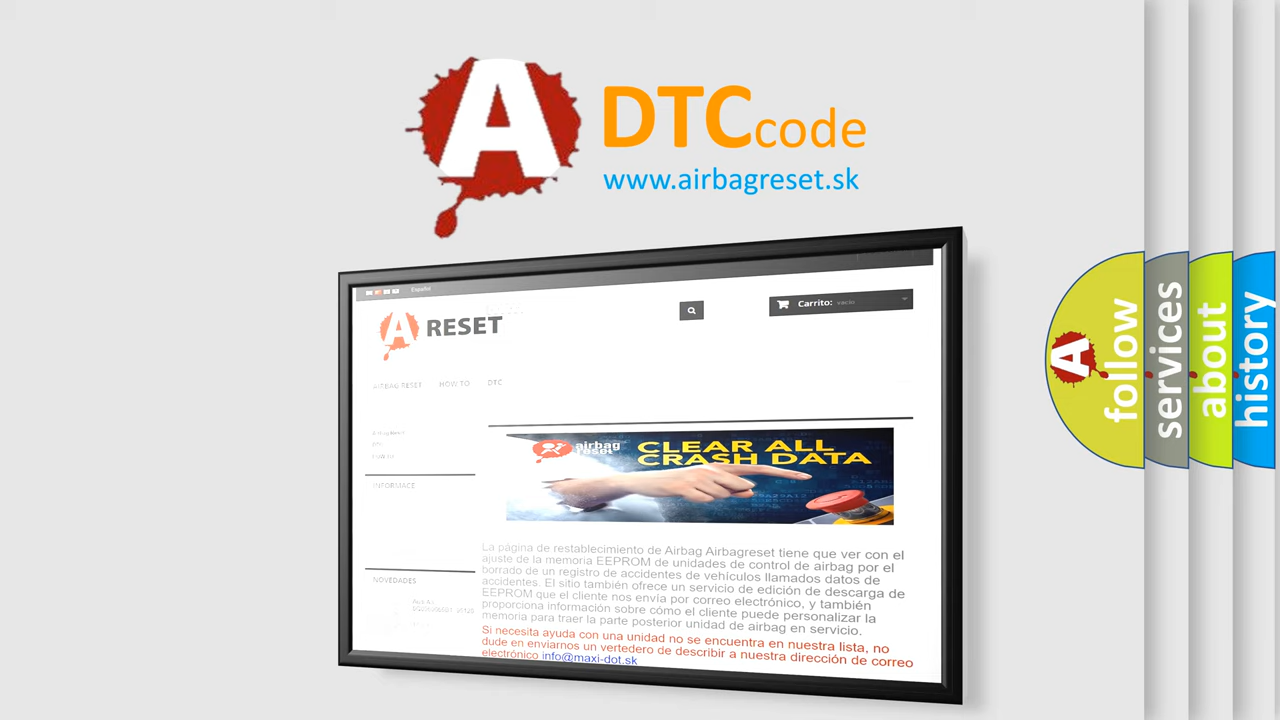 A
DTC code
www.airbagreset.sk
Español
A RESET
Carrito: vacío
AIRBAG RESET HOW TO DTC
INFORMACE
airbag
reset
CLEAR ALL
CRASH DATA
La página de restablecimiento de Airbag Airbagreset tiene que ver con el
ajuste de la memoria EEPROM de unidades de control de airbag por el
borrado de un registro de accidentes de vehículos llamados datos de
accidentes. El sitio también ofrece un servicio de edición de descarga de
EEPROM que el cliente nos envía por correo electrónico, y también
proporciona información sobre cómo el cliente puede personalizar la
memoria para traer la parte posterior unidad de airbag en servicio.
Si necesita ayuda con una unidad no se encuentra en nuestra lista, no
dude en enviarnos un vertedero de describir a nuestra dirección de correo
electrónico info@maxi-dot.sk
NOVEDADES
A
follow
services
about
history